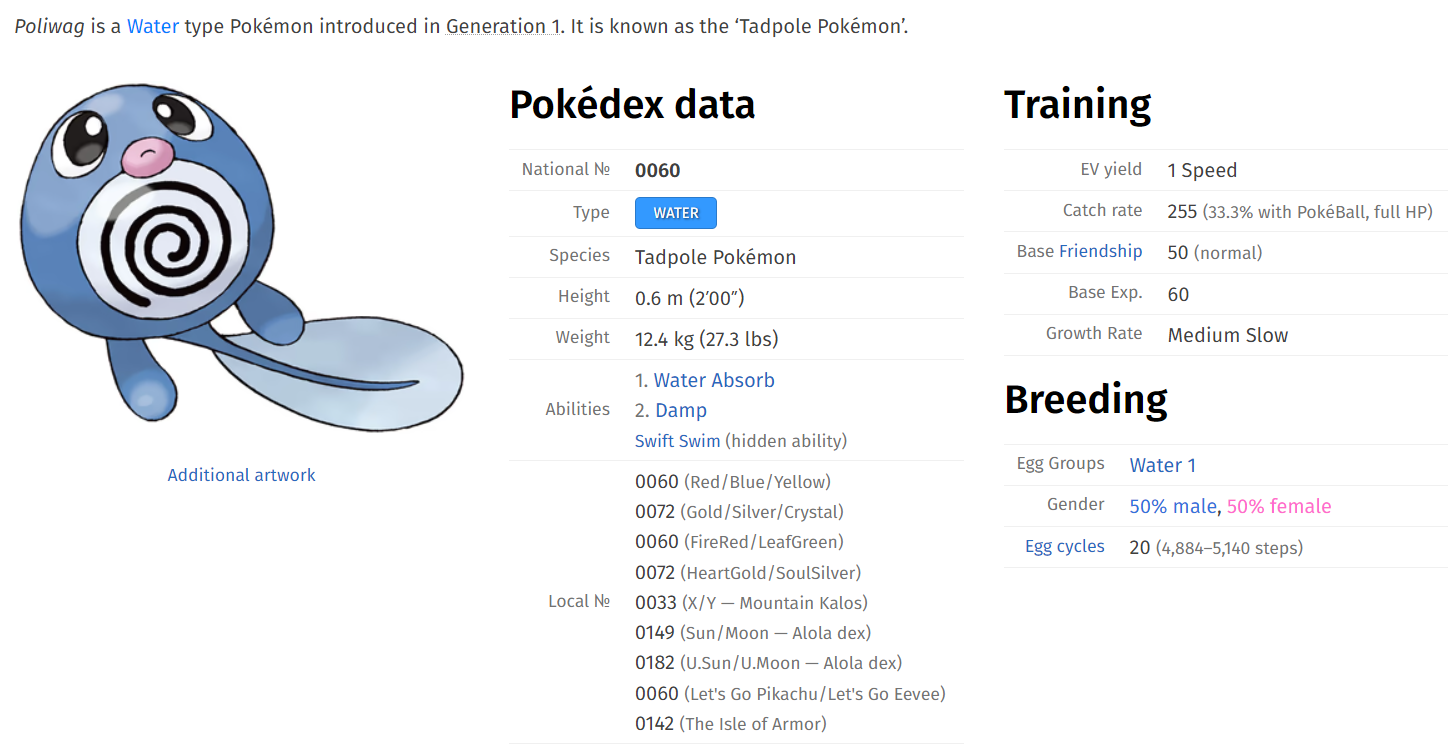 Poliwag is a Water type Pokémon introduced in Generation 1. It is known as the ‘Tadpole Pokémon’.
Additional artwork
Pokédex data
National № 0060
Type WATER
Species Tadpole Pokémon
Height 0.6 m (2′00″)
Weight 12.4 kg (27.3 lbs)
Abilities
1. Water Absorb
2. Damp
Swift Swim (hidden ability)
Local №
0060 (Red/Blue/Yellow)
0072 (Gold/Silver/Crystal)
0060 (FireRed/LeafGreen)
0072 (HeartGold/SoulSilver)
0033 (X/Y — Mountain Kalos)
0149 (Sun/Moon — Alola dex)
0182 (U.Sun/U.Moon — Alola dex)
0060 (Let's Go Pikachu/Let's Go Eevee)
0142 (The Isle of Armor)
Training
EV yield 1 Speed
Catch rate 255 (33.3% with PokéBall, full HP)
Base Friendship 50 (normal)
Base Exp. 60
Growth Rate Medium Slow
Breeding
Egg Groups Water 1
Gender 50% male, 50% female
Egg cycles 20 (4,884–5,140 steps)